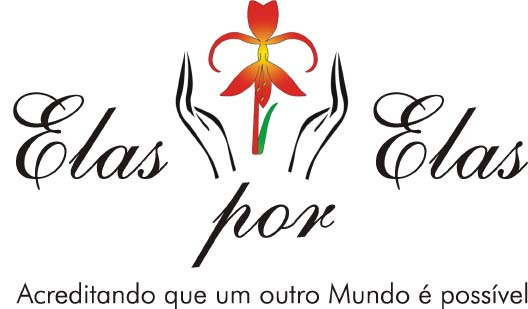 Elas Elas
por
Acreditando que um outro Mundo é possível